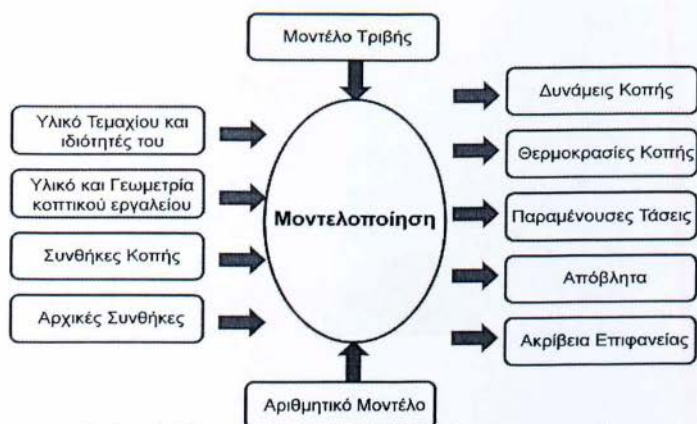 Μοντέλο Τριβής
Υλικό Τεμαχίου και
ιδιότητές του
Υλικό και Γεωμετρία
κοπτικού εργαλείου
Συνθήκες Κοπής
Αρχικές Συνθήκες
Μοντελοποίηση
Αριθμητικό Μοντέλο
Δυνάμεις Κοπής
Θερμοκρασίες Κοπής
Παραμένουσες Τάσεις
Απόβλητα
Ακρίβεια Επιφανείας